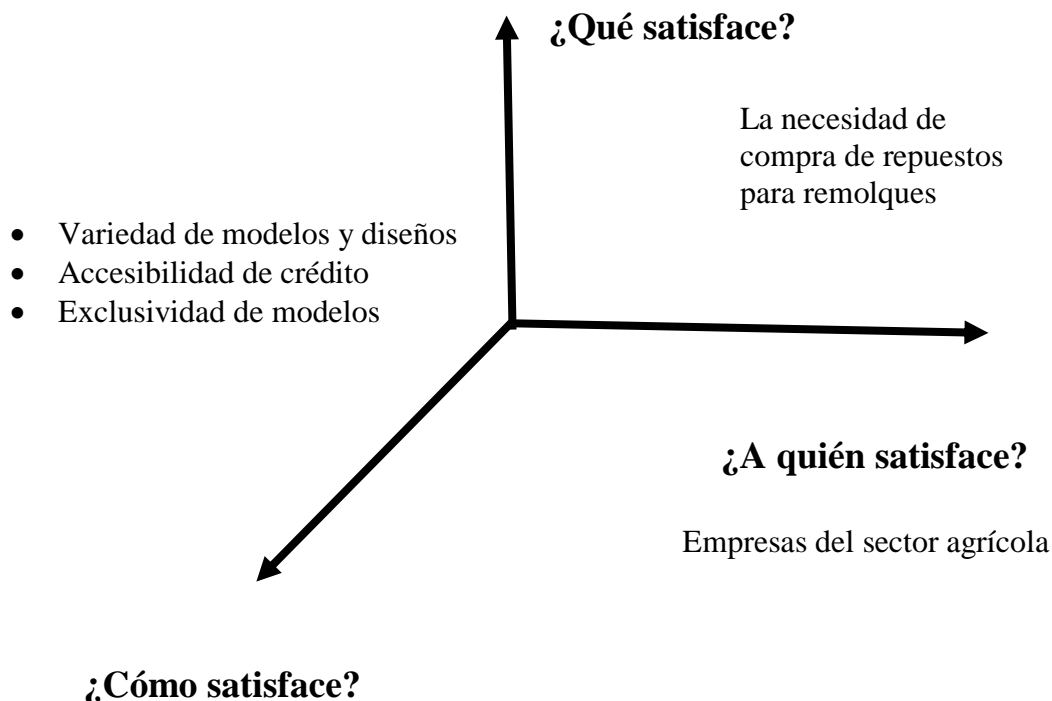 ¿Qué satisface?
La necesidad de
compra de repuestos
para remolques
• Variedad de modelos y diseños
• Accesibilidad de crédito
• Exclusividad de modelos
¿A quién satisface?
Empresas del sector agrícola
¿Cómo satisface?